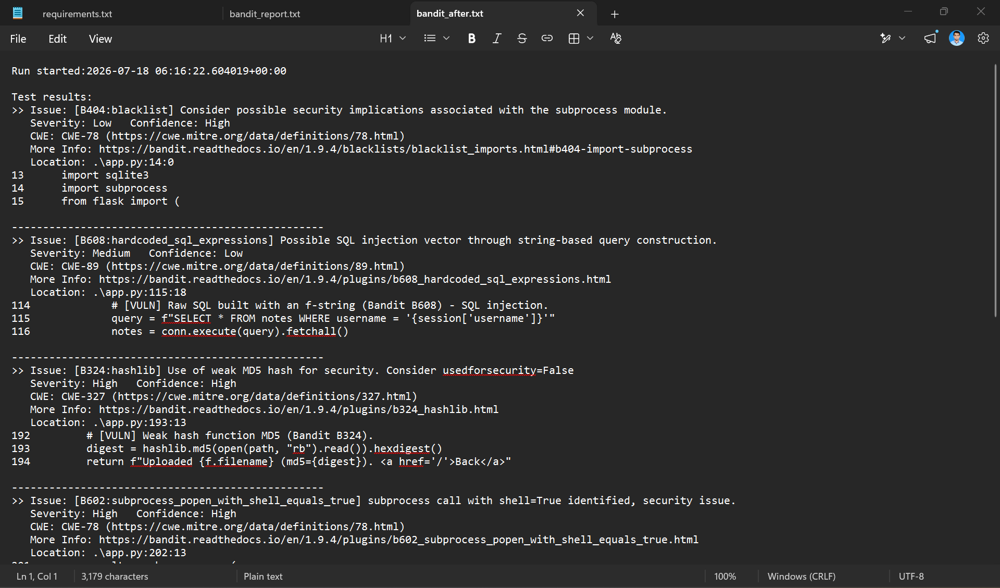 requirements.txt
bandit_report.txt
bandit_after.txt
File
Edit
View
H1
B
I
S
Run started:2026-07-18 06:16:22.604019+00:00
Test results:
>> Issue: [B404:blacklist] Consider possible security implications associated with the subprocess module.
   Severity: Low   Confidence: High
   CWE: CWE-78 (https://cwe.mitre.org/data/definitions/78.html)
   More Info: https://bandit.readthedocs.io/en/1.9.4/blacklists/blacklist_imports.html#b404-import-subprocess
   Location: .\app.py:14:0
13      import sqlite3
14      import subprocess
15      from flask import (
--------------------------------------------------
>> Issue: [B608:hardcoded_sql_expressions] Possible SQL injection vector through string-based query construction.
   Severity: Medium   Confidence: Low
   CWE: CWE-89 (https://cwe.mitre.org/data/definitions/89.html)
   More Info: https://bandit.readthedocs.io/en/1.9.4/plugins/b608_hardcoded_sql_expressions.html
   Location: .\app.py:115:18
114             # [VULN] Raw SQL built with an f-string (Bandit B608) - SQL injection.
115             query = f"SELECT * FROM notes WHERE username = '{session['username']}'"
116             notes = conn.execute(query).fetchall()
--------------------------------------------------
>> Issue: [B324:hashlib] Use of weak MD5 hash for security. Consider usedforsecurity=False
   Severity: High   Confidence: High
   CWE: CWE-327 (https://cwe.mitre.org/data/definitions/327.html)
   More Info: https://bandit.readthedocs.io/en/1.9.4/plugins/b324_hashlib.html
   Location: .\app.py:193:13
192         # [VULN] Weak hash function MD5 (Bandit B324).
193         digest = hashlib.md5(open(path, "rb").read()).hexdigest()
194         return f"Uploaded {f.filename} (md5={digest}). <a href='/'>Back</a>"
--------------------------------------------------
>> Issue: [B602:subprocess_popen_with_shell_equals_true] subprocess call with shell=True identified, security issue.
   Severity: High   Confidence: High
   CWE: CWE-78 (https://cwe.mitre.org/data/definitions/78.html)
   More Info: https://bandit.readthedocs.io/en/1.9.4/plugins/b602_subprocess_popen_with_shell_equals_true.html
   Location: .\app.py:202:13
Ln 1, Col 1
3,179 characters
Plain text
100%
Windows (CRLF)
UTF-8